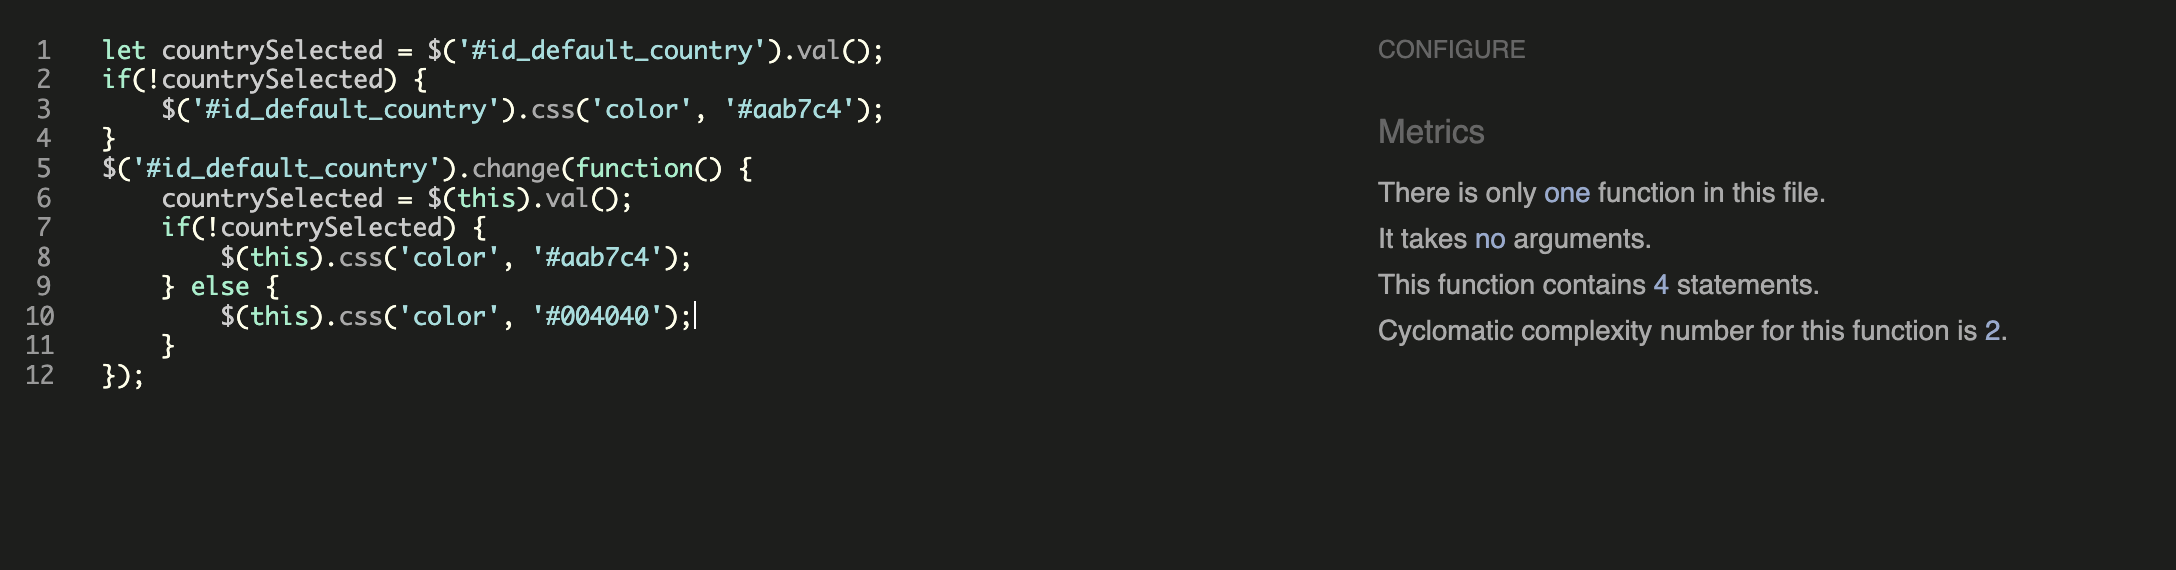 1 let countrySelected = $('#id_default_country').val();
2 if(!countrySelected) {
3     $('#id_default_country').css('color', '#aab7c4');
4 }
5 $('#id_default_country').change(function() {
6     countrySelected = $(this).val();
7     if(!countrySelected) {
8         $(this).css('color', '#aab7c4');
9     } else {
10         $(this).css('color', '#004040');
11     }
12 });
CONFIGURE
Metrics
There is only one function in this file.
It takes no arguments.
This function contains 4 statements.
Cyclomatic complexity number for this function is 2.